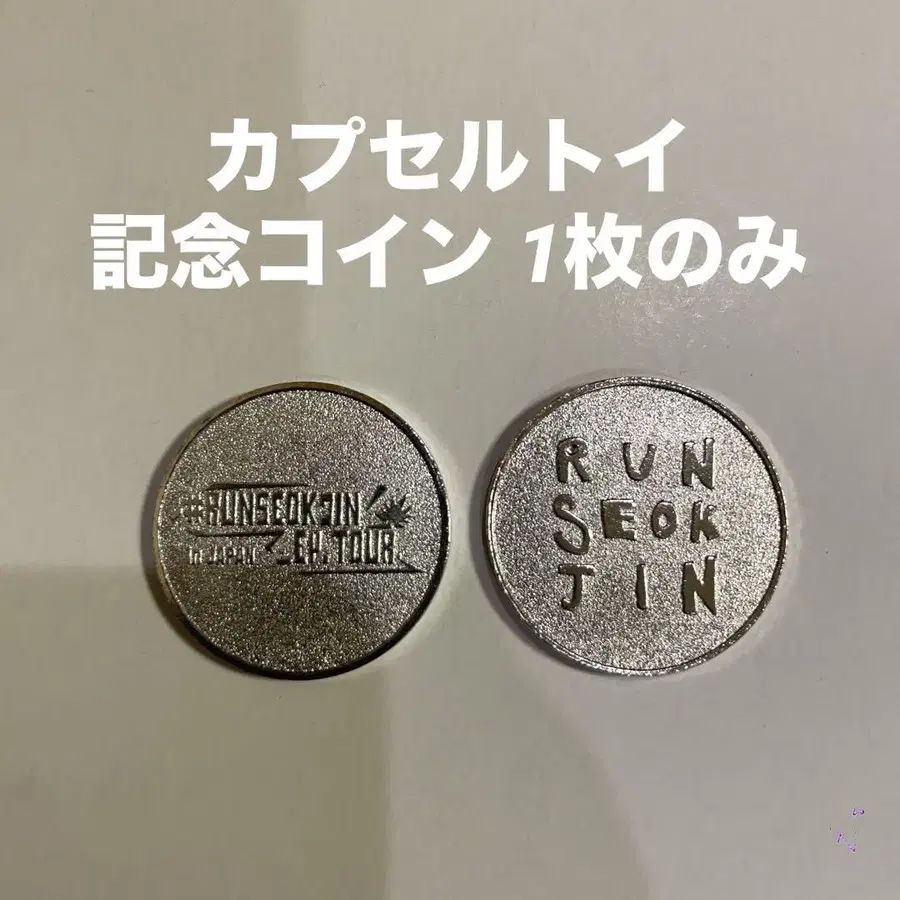 カプセルトイ
記念コイン 1枚のみ
#RUNSEOKJIN
in JAPAN _EP.TOUR
RUN
SEOK
JIN